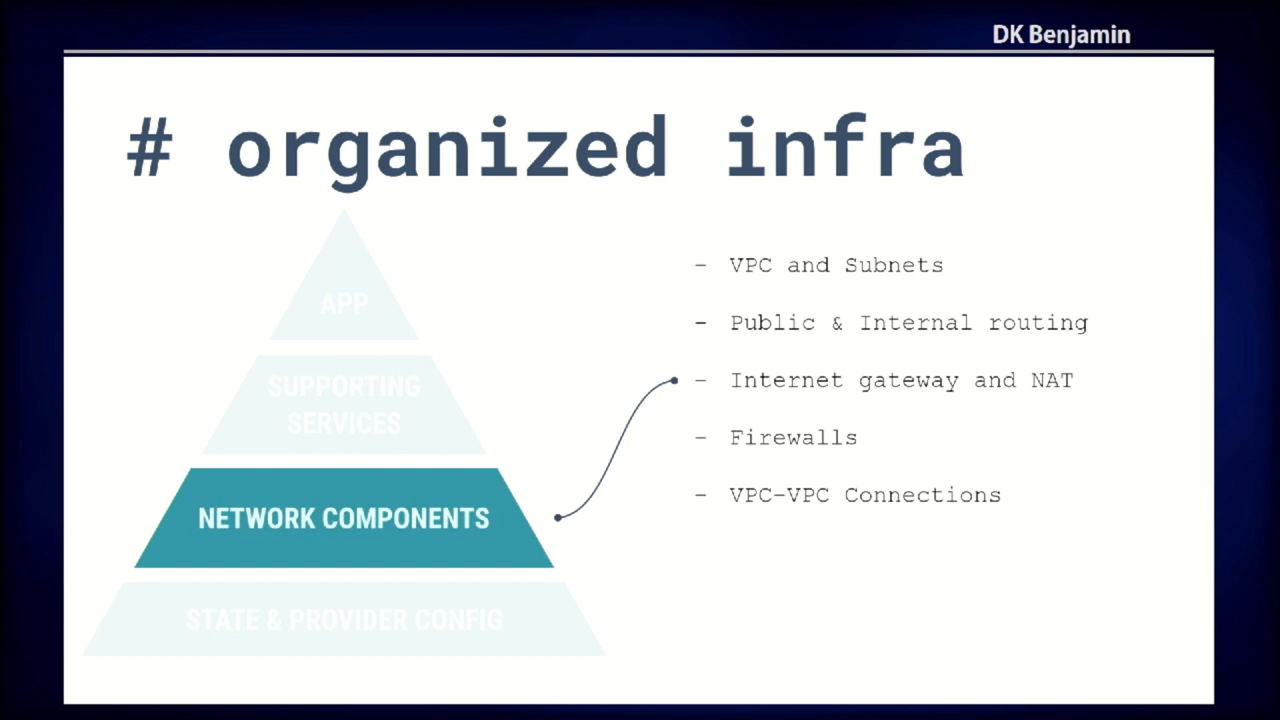 DK Benjamin
# organized infra
APP
SUPPORTING
SERVICES
NETWORK COMPONENTS
STATE & PROVIDER CONFIG
- VPC and Subnets
- Public & Internal routing
- Internet gateway and NAT
- Firewalls
- VPC-VPC Connections